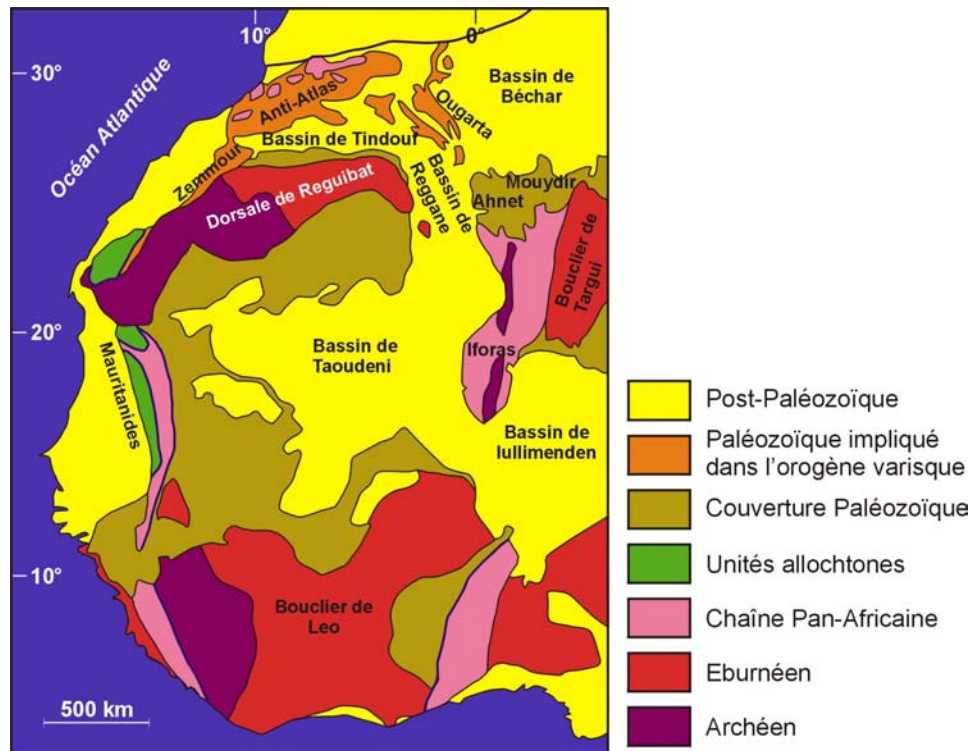 10°
0°
30°
Océan Atlantique
Bassin de
Béchar
Anti-Atlas
Ougarta
Bassin de Tindouf
Zemmour
Bassin de
Reggane
Mouydir
Ahnet
Dorsale de Reguibat
Bouclier de
Targui
20°
Mauritanides
Bassin de
Taoudeni
Iforas
Bassin de
Iullimenden
10°
Bouclier de
Leo
500 km
Post-Paléozoïque
Paléozoïque impliqué
dans l'orogène varisque
Couverture Paléozoïque
Unités allochtones
Chaîne Pan-Africaine
Eburnéen
Archéen